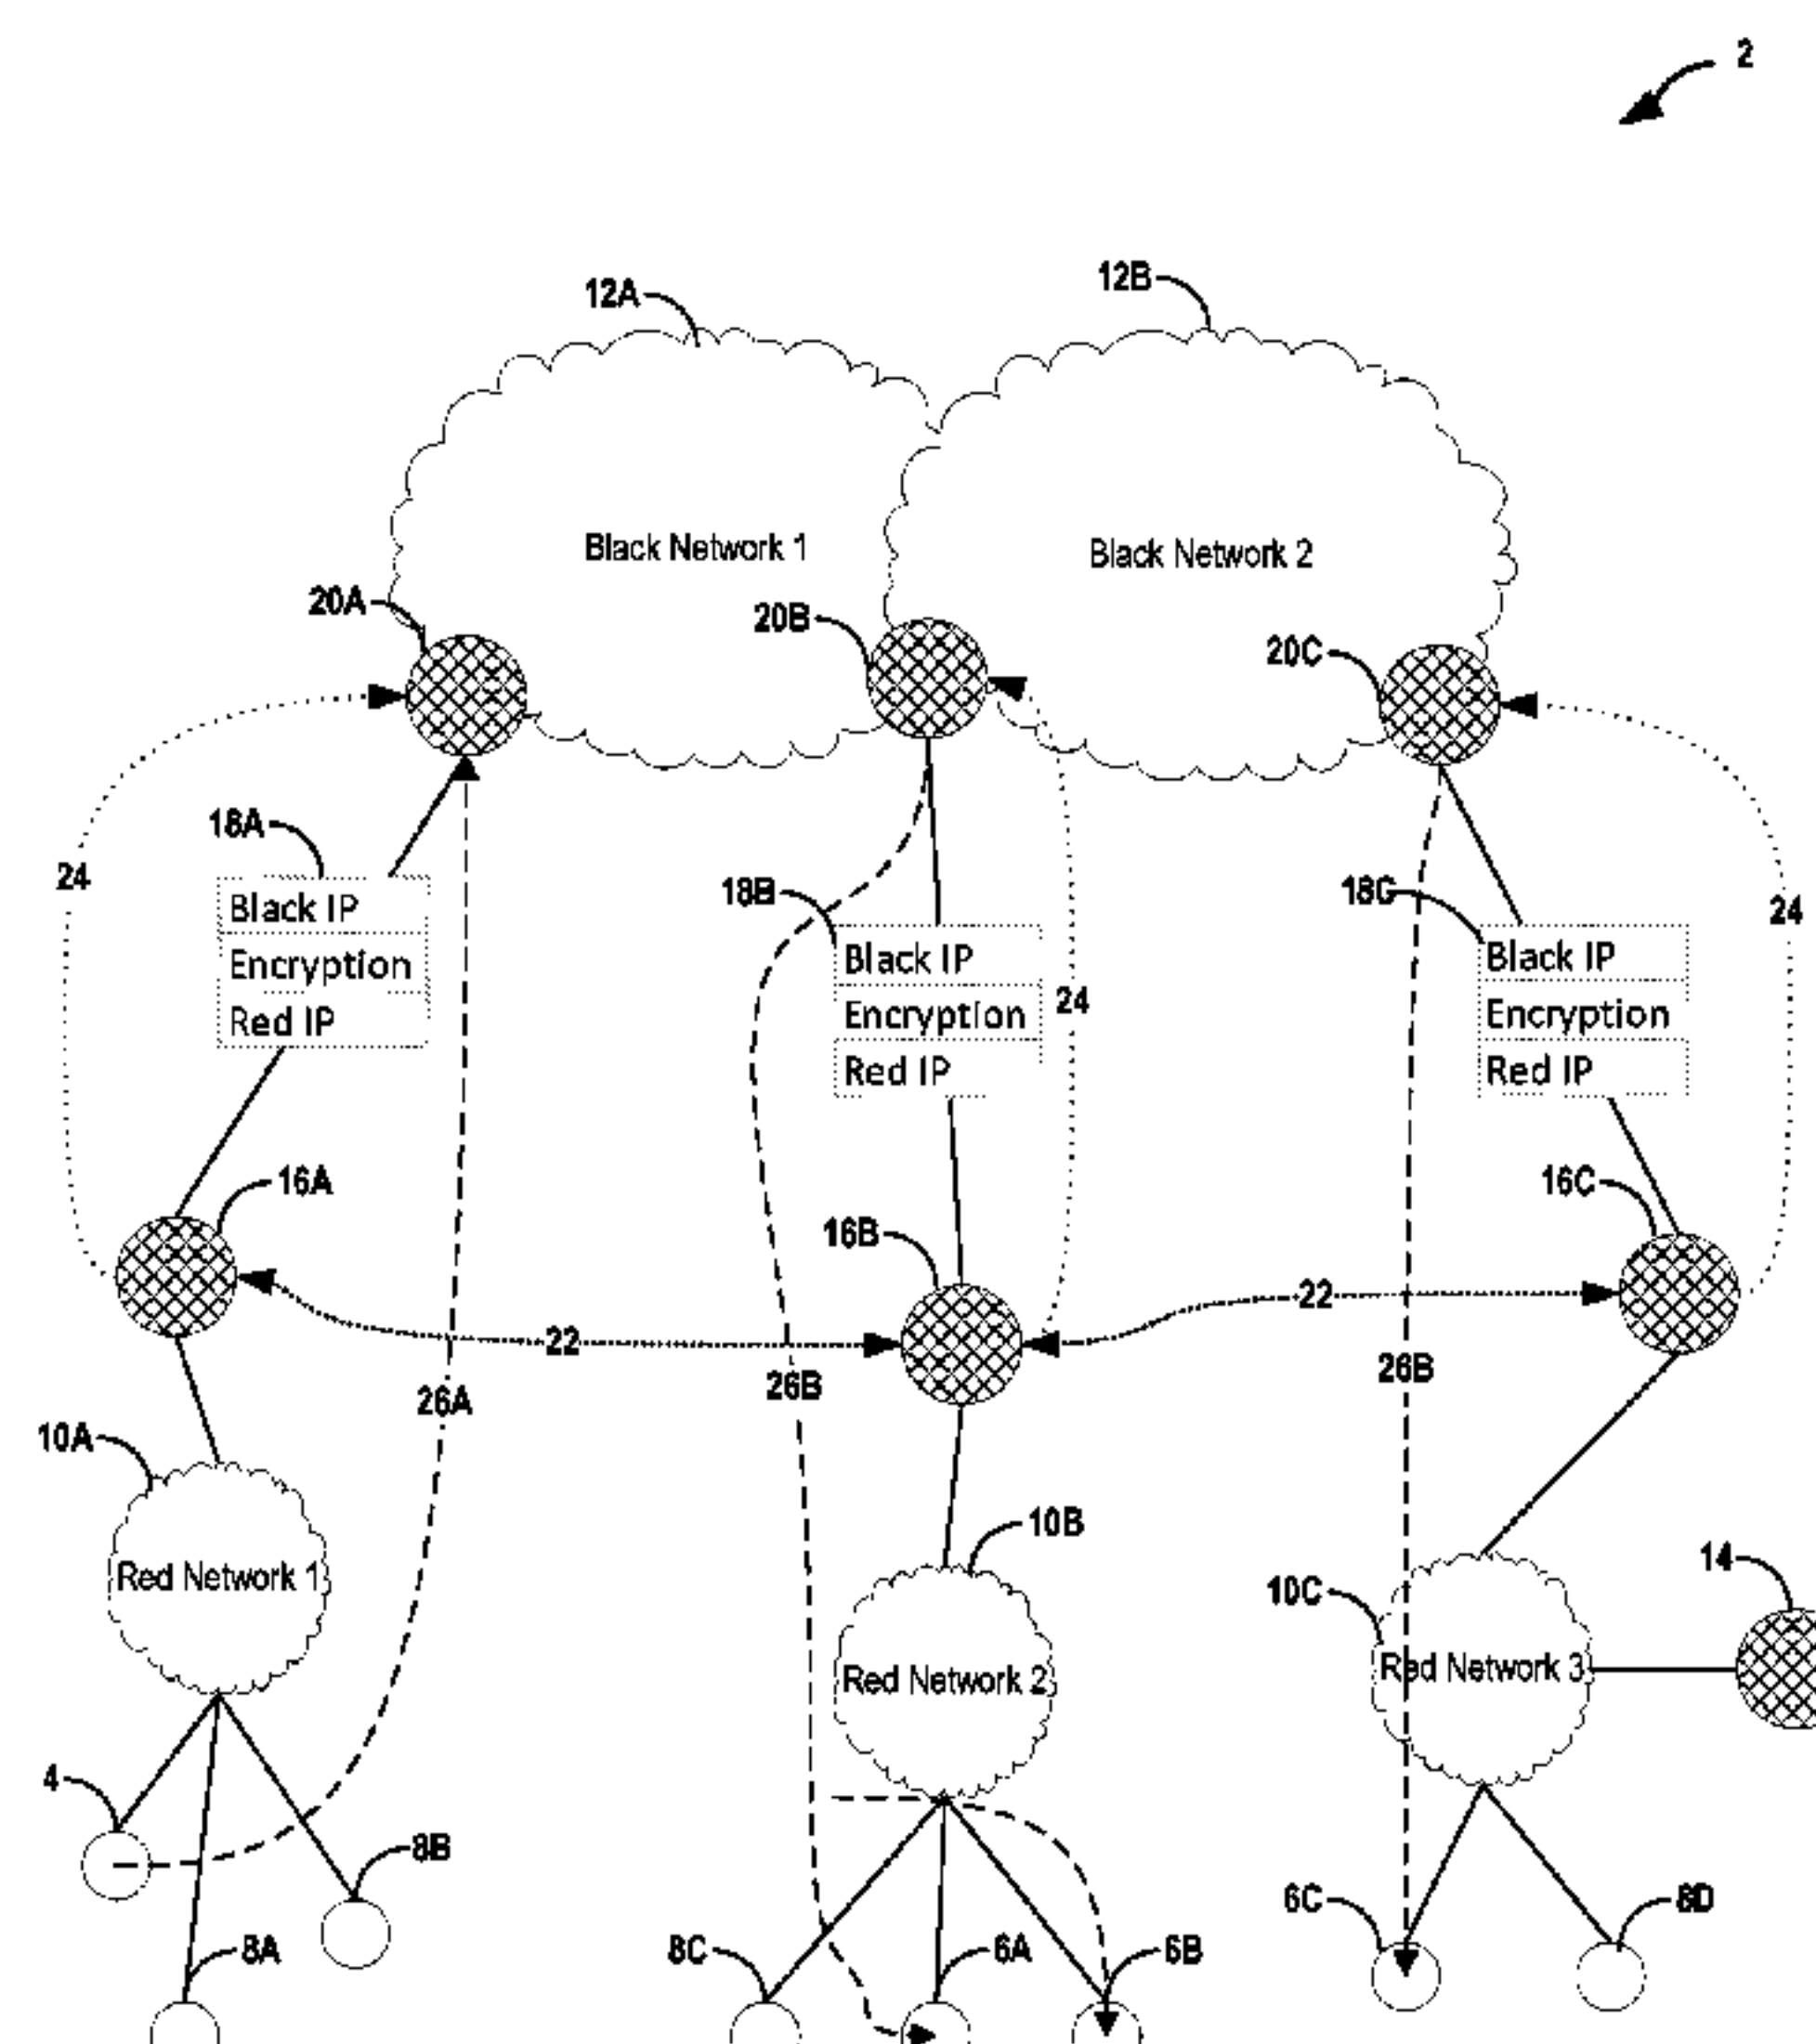 2
12A
12B
Black Network 1
Black Network 2
20A
20B
20C
18A
24
Black IP
Encryption
Red IP
18B
Black IP
Encryption
Red IP
24
18C
Black IP
Encryption
Red IP
24
16A
16B
16C
22
22
26A
26B
26B
10A
Red Network 1
10B
Red Network 2
10C
Red Network 3
14
4
8B
8A
8C
6A
6B
6C
8D